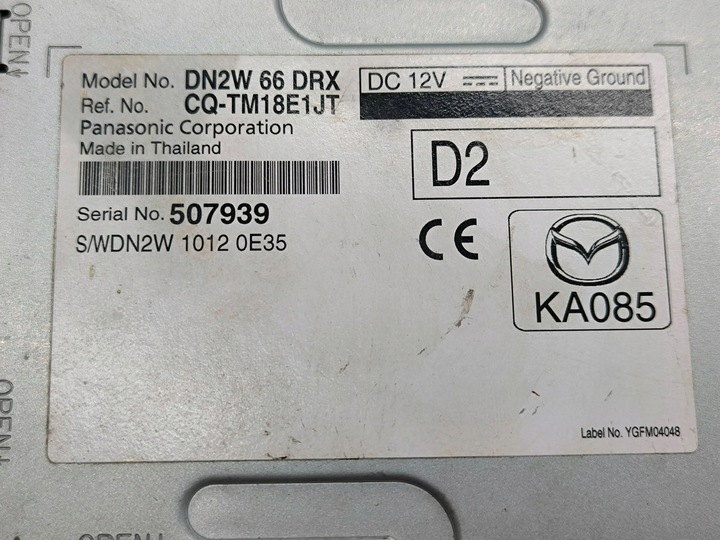 OPEN
Model No. DN2W 66 DRX
DC 12V
Negative Ground
Ref. No. CQ-TM18E1JT
Panasonic Corporation
Made in Thailand
D2
Serial No. 507939
S/WDN2W 1012 0E35
CE
KA085
Label No. YGFM04048
OPEN
OPEN